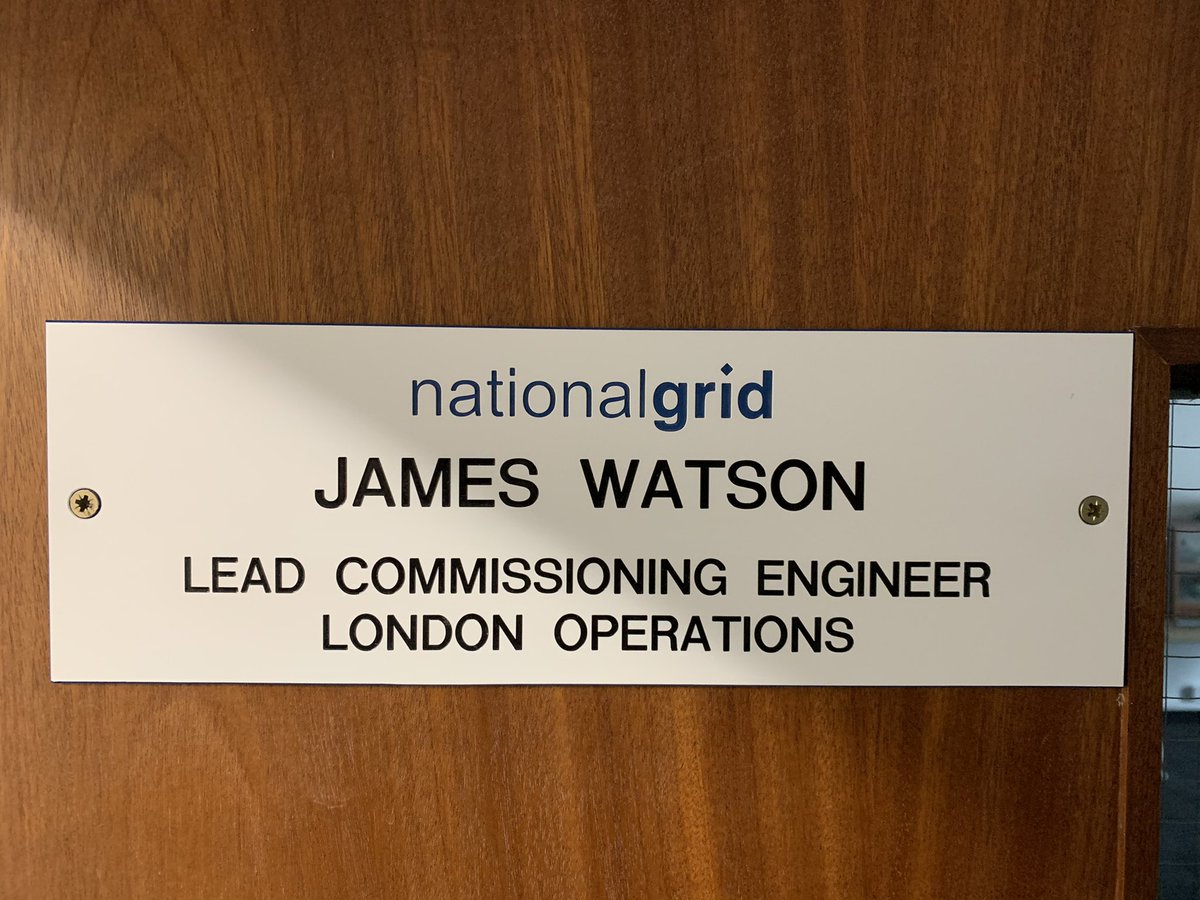 nationalgrid
JAMES WATSON
LEAD COMMISSIONING ENGINEER
LONDON OPERATIONS